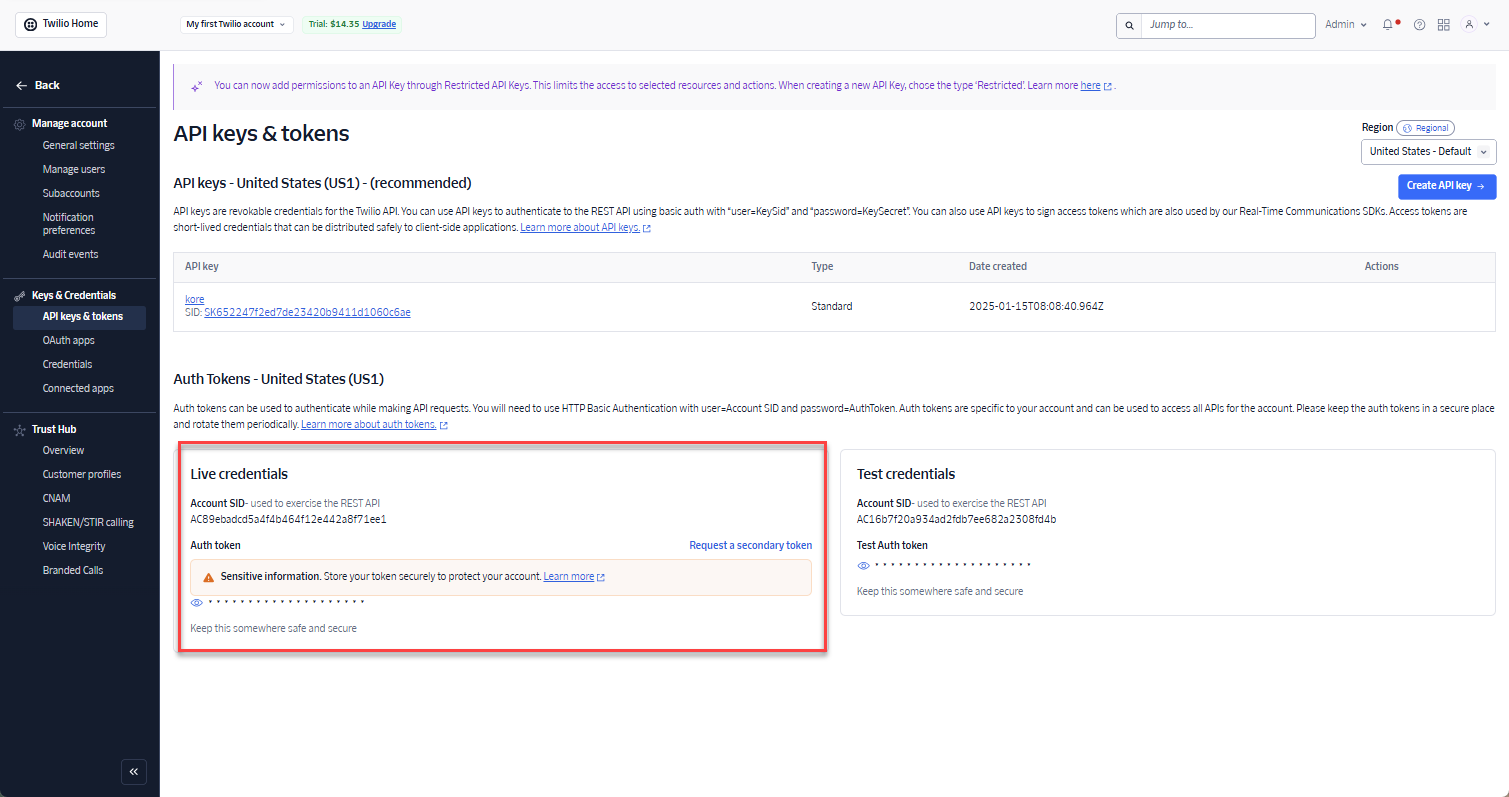 Twilio Home
My first Twilio account
Trial: $14.35 Upgrade
Jump to...
Admin
Back
Manage account
General settings
Manage users
Subaccounts
Notification
preferences
Audit events
Keys & Credentials
API keys & tokens
OAuth apps
Credentials
Connected apps
Trust Hub
Overview
Customer profiles
CNAM
SHAKEN/STIR calling
Voice Integrity
Branded Calls
You can now add permissions to an API Key through Restricted API Keys. This limits the access to selected resources and actions. When creating a new API Key, chose the type 'Restricted'. Learn more here .
API keys & tokens
Region Regional
United States - Default
API keys - United States (US1) - (recommended)
Create API key →
API keys are revokable credentials for the Twilio API. You can use API keys to authenticate to the REST API using basic auth with “user=KeySid” and “password=KeySecret”. You can also use API keys to sign access tokens which are also used by our Real-Time Communications SDKs. Access tokens are
short-lived credentials that can be distributed safely to client-side applications. Learn more about API keys.
API key Type Date created Actions
kore
SID: SK652247f2ed7de23420b9411d1060c6ae Standard 2025-01-15T08:08:40.964Z
Auth Tokens - United States (US1)
Auth tokens can be used to authenticate while making API requests. You will need to use HTTP Basic Authentication with user=Account SID and password=AuthToken. Auth tokens are specific to your account and can be used to access all APIs for the account. Please keep the auth tokens in a secure place
and rotate them periodically. Learn more about auth tokens.
Live credentials
Account SID- used to exercise the REST API
AC89ebadcd5a4f4b464f12e442a8f71ee1
Auth token Request a secondary token
Sensitive information. Store your token securely to protect your account. Learn more
Keep this somewhere safe and secure
Test credentials
Account SID- used to exercise the REST API
AC16b7f20a934ad2fdb7ee682a2308fd4b
Test Auth token
Keep this somewhere safe and secure